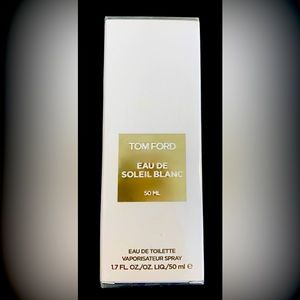 TOM FORD
EAU DE
SOLEIL BLANC
50 ML
EAU DE TOILETTE
VAPORISATEUR SPRAY
1.7 FL. OZ./OZ. LIQ./50 ml e